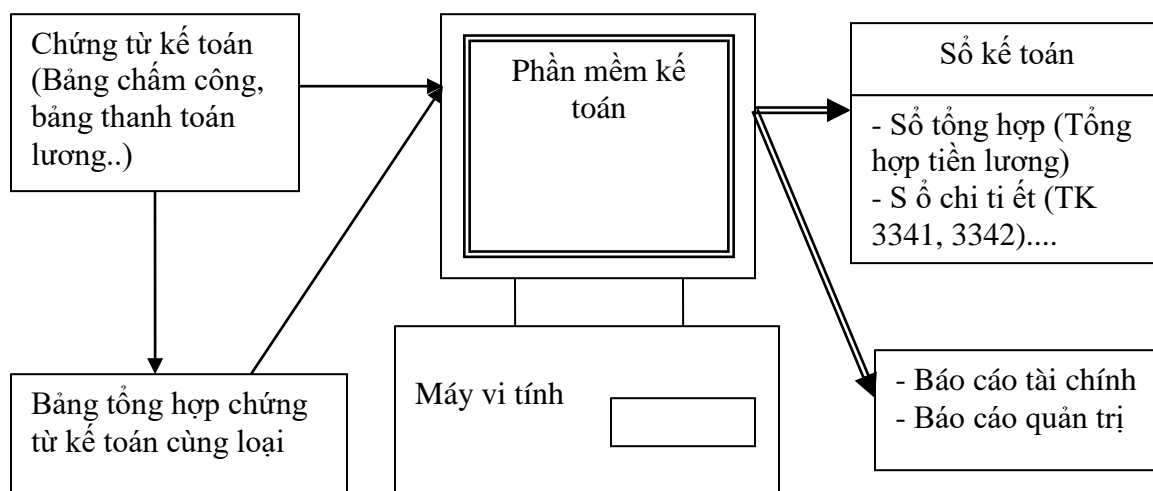 Chứng từ kế toán
(Bảng chấm công,
bảng thanh toán
lương..)
Phần mềm kế
toán
Sổ kế toán
- Sổ tổng hợp (Tổng
hợp tiền lương)
- S ổ chi ti ết (TK
3341, 3342)....
Bảng tổng hợp chứng
từ kế toán cùng loại
Máy vi tính
- Báo cáo tài chính
- Báo cáo quản trị